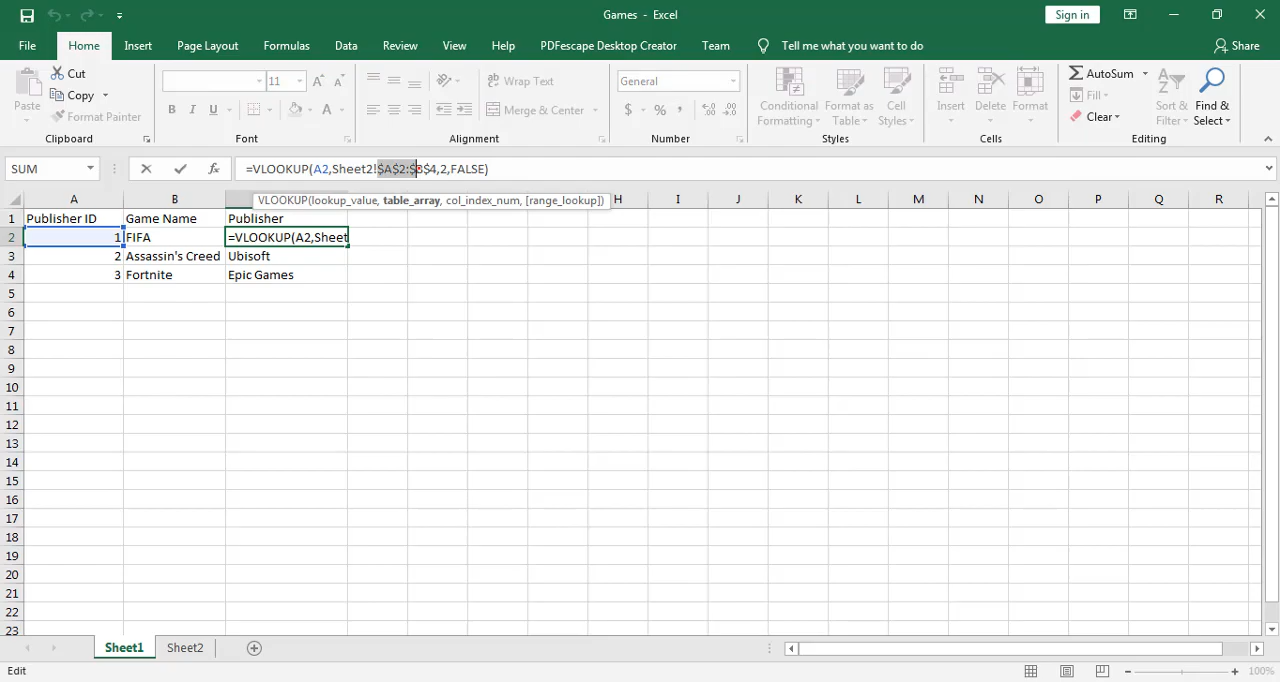 Games - Excel
Sign in
File Home Insert Page Layout Formulas Data Review View Help PDFescape Desktop Creator Team Tell me what you want to do Share
Paste
Cut
Copy
Format Painter
Clipboard
11 A A
B I U A
Font
Wrap Text
Merge & Center
Alignment
General
$ % ,
Number
Conditional Formatting
Format as Table
Cell Styles
Styles
Insert Delete Format
Cells
AutoSum
Fill
Clear
Sort & Filter
Find & Select
Editing
SUM fx =VLOOKUP(A2,Sheet2!$A$2:$B$4,2,FALSE)
VLOOKUP(lookup_value, table_array, col_index_num, [range_lookup])
A B H I J K L M N O P Q R
1 Publisher ID Game Name Publisher
2 1 FIFA =VLOOKUP(A2,Sheet
3 2 Assassin's Creed Ubisoft
4 3 Fortnite Epic Games
5
6
7
8
9
10
11
12
13
14
15
16
17
18
19
20
21
22
23
Sheet1 Sheet2
Edit 100%